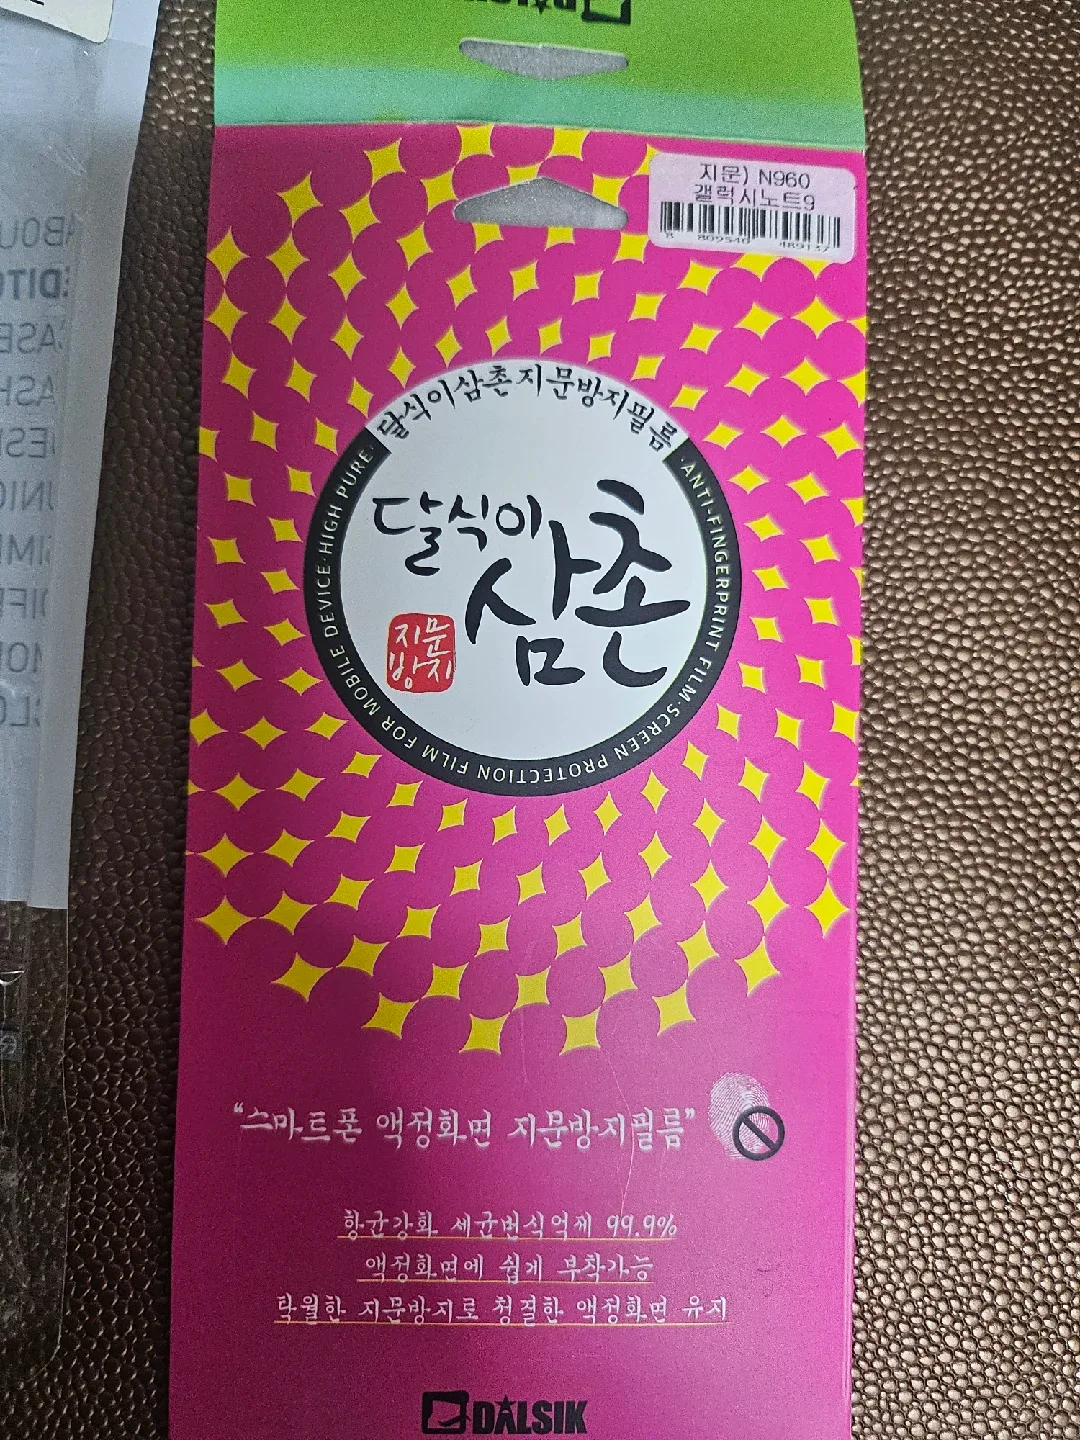 DALSIK
지문) N960
갤럭시노트9
8 809540 489137
달식이삼촌지문방지필름
·ANTI-FINGERPRINT FILM·SCREEN PROTECTION FILM FOR MOBILE DEVICE·HIGH PURE·
달식이
삼촌
지문
방지
“스마트폰 액정화면 지문방지필름”
항균강화 세균번식억제 99.9%
액정화면에 쉽게 부착가능
탁월한 지문방지로 청결한 액정화면 유지
DALSIK